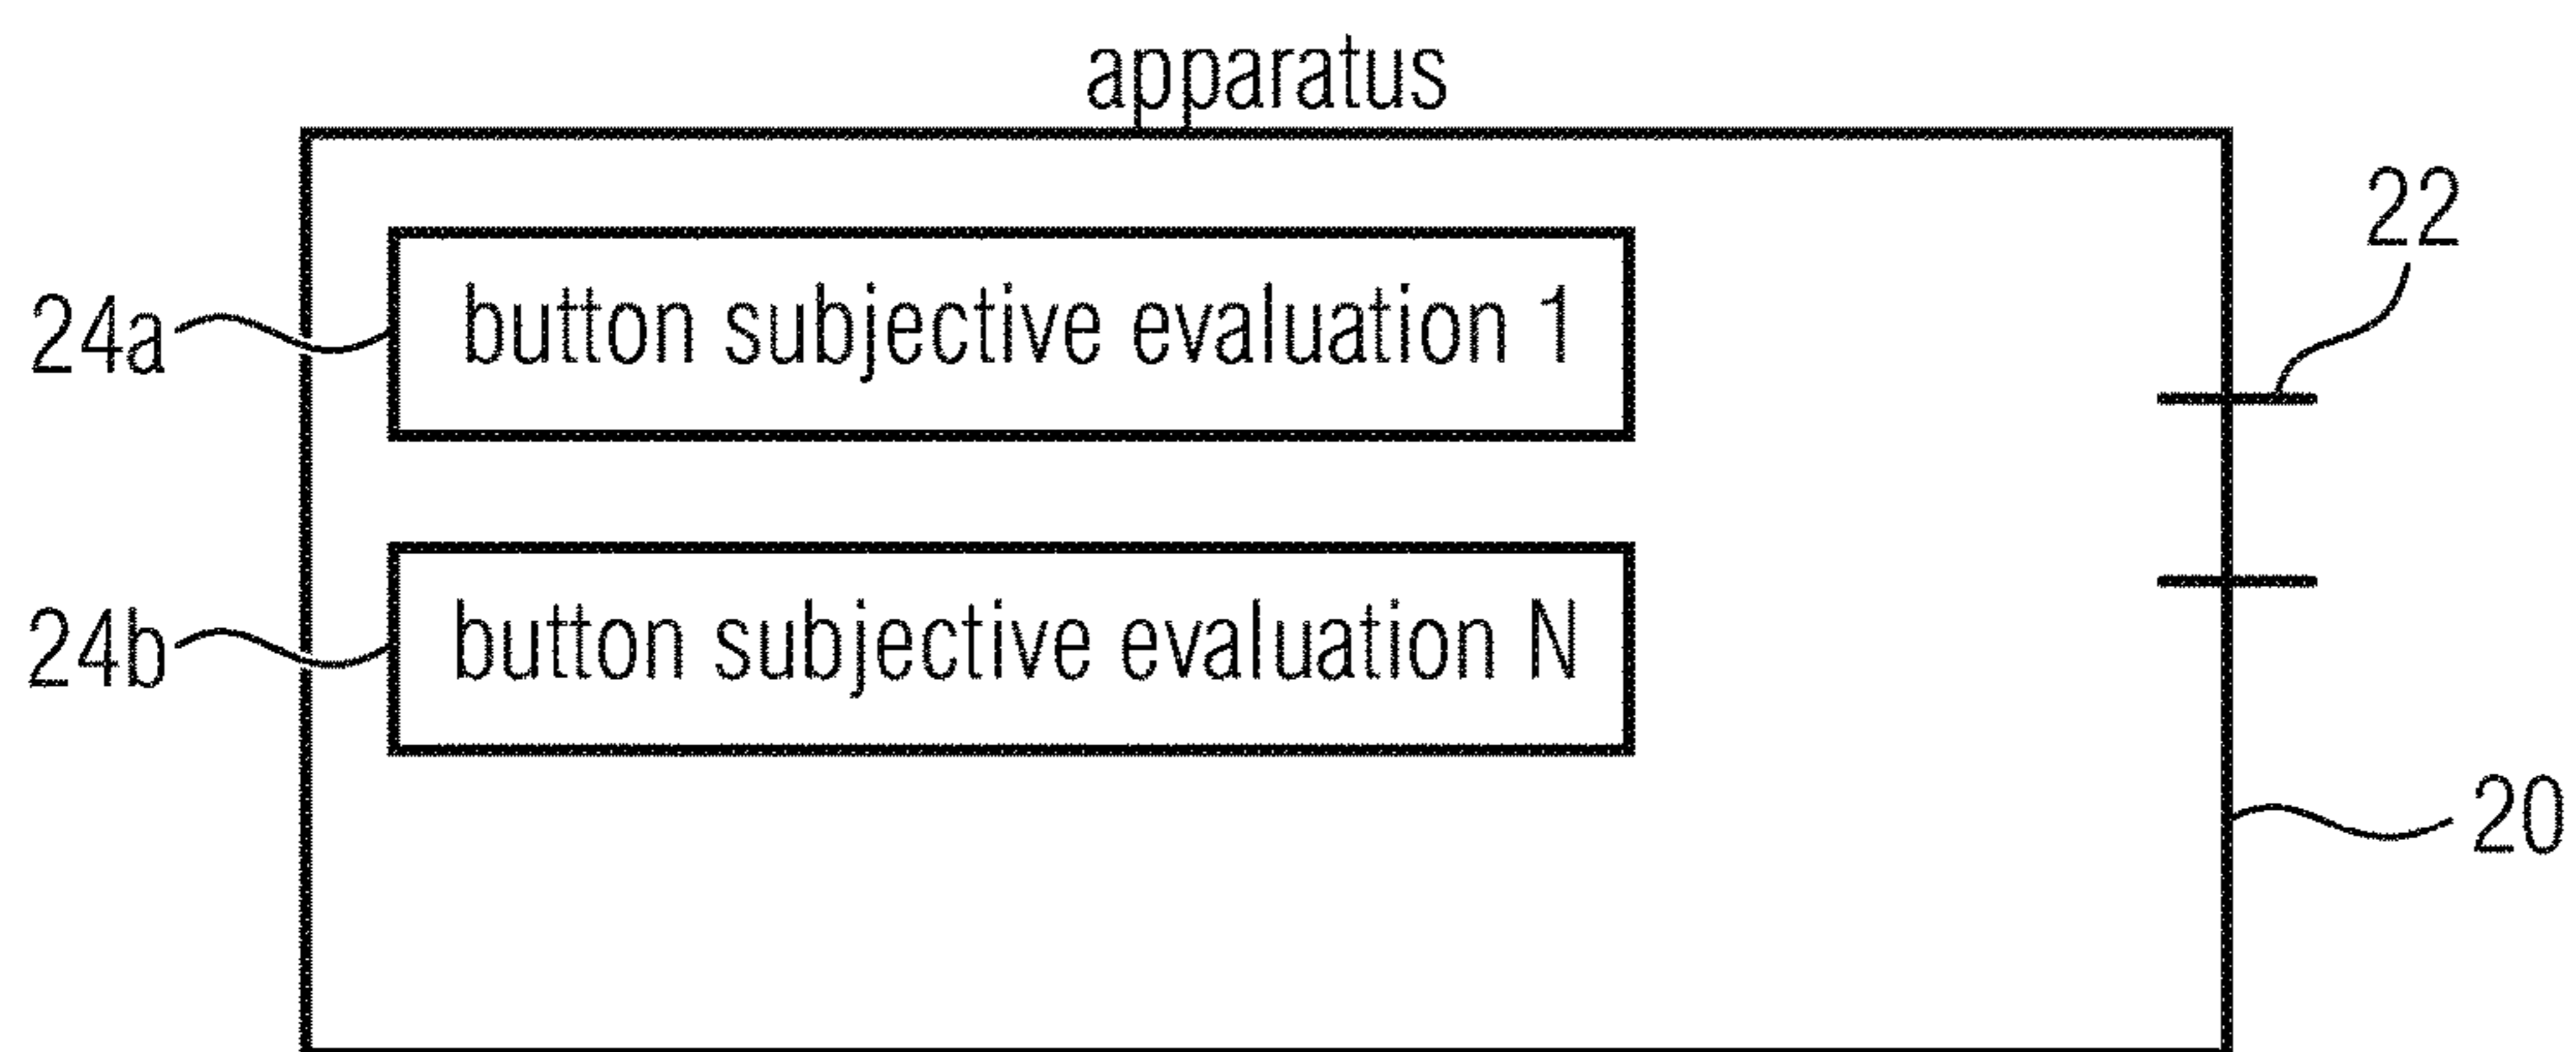 apparatus
22
24a
button subjective evaluation 1
24b
button subjective evaluation N
20